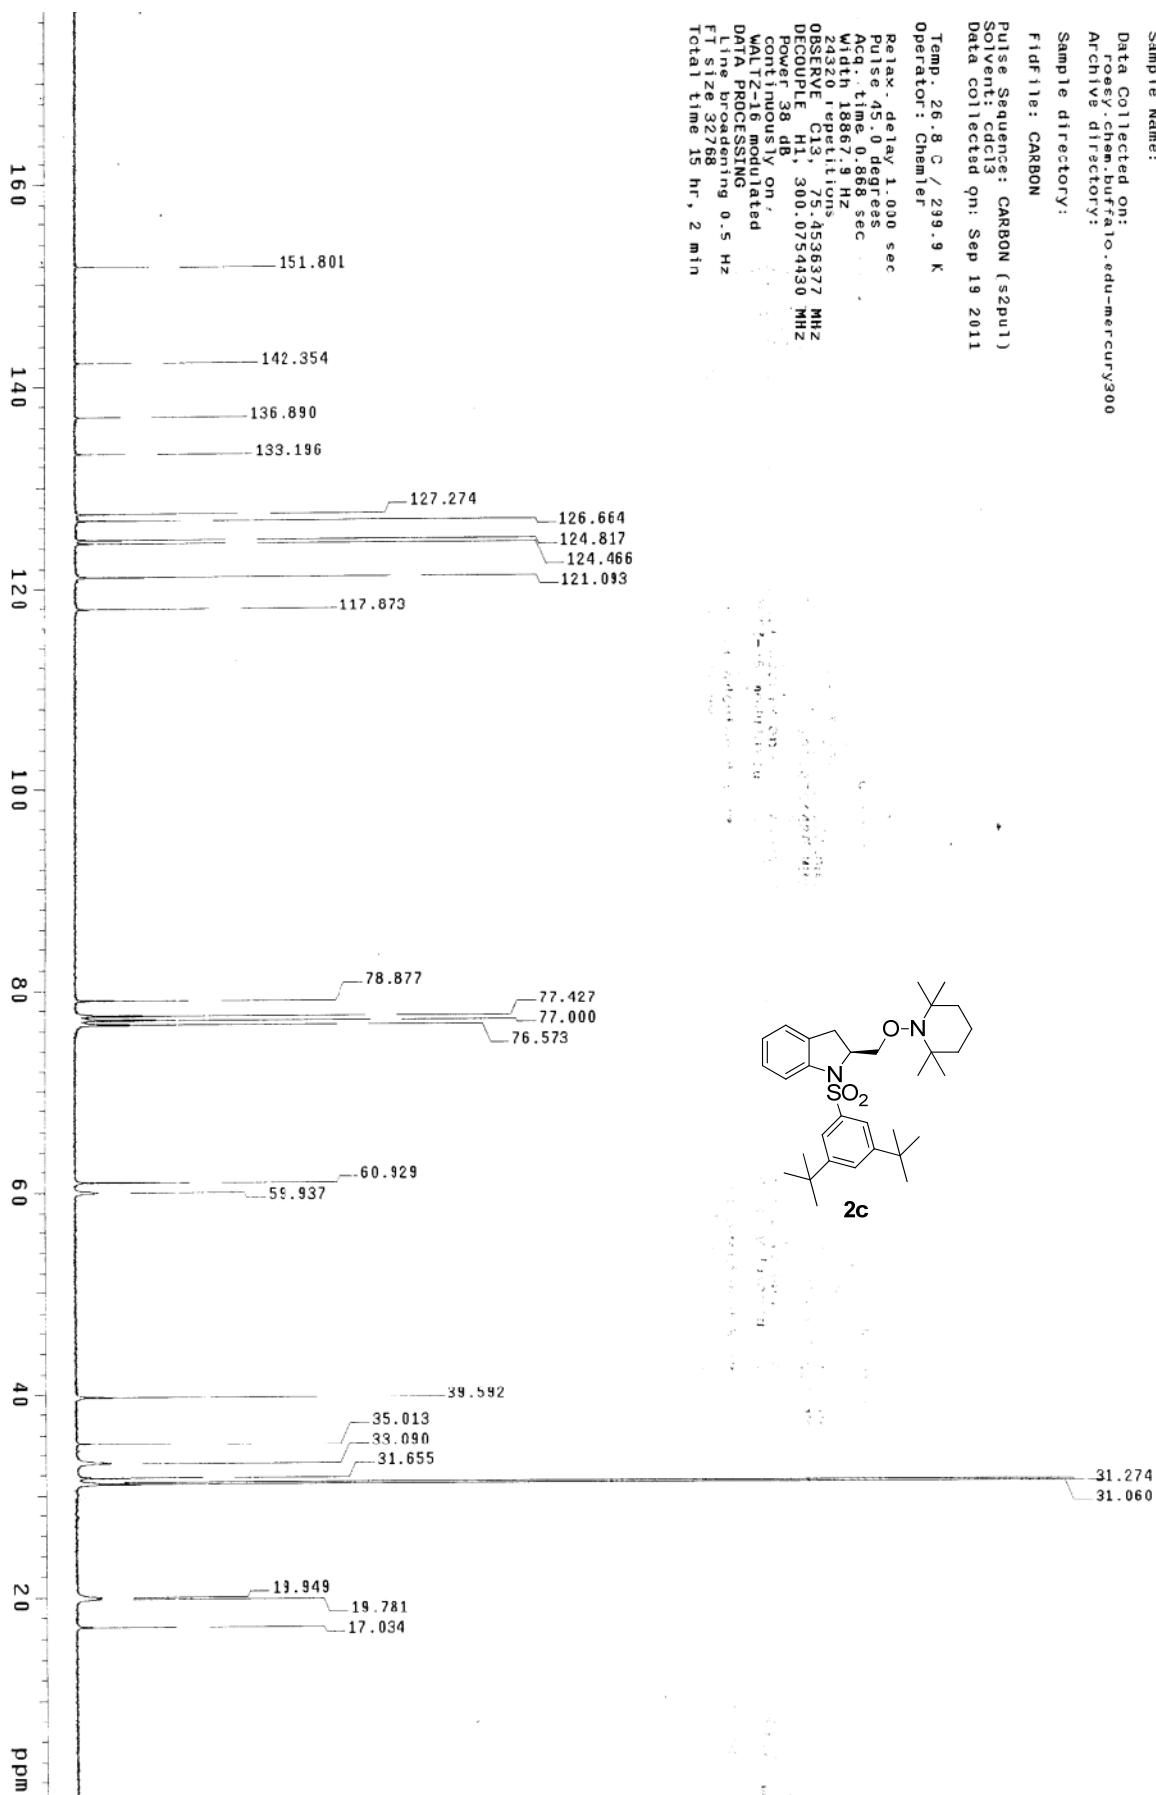 Sample Name:
Data Collected on:
roesy.chem.buffalo.edu-mercury300
Archive directory:
Sample directory:
FidFile: CARBON
Pulse Sequence: CARBON (s2pul)
Solvent: cdcl3
Data collected on: Sep 19 2011
Temp. 26.8 C / 299.9 K
Operator: Chemler
Relax. delay 1.000 sec
Pulse 45.0 degrees
Acq. time 0.868 sec
Width 18867.9 Hz
24320 repetitions
OBSERVE C13, 75.4536377 MHz
DECOUPLE H1, 300.0754430 MHz
Power 38 dB
continuously on
WALTZ-16 modulated
DATA PROCESSING
Line broadening 0.5 Hz
FT size 32768
Total time 15 hr, 2 min
151.801
142.354
136.890
133.196
127.274
126.664
124.817
124.466
121.093
117.873
78.877
77.427
77.000
76.573
60.929
59.937
39.592
35.013
33.090
31.655
31.274
31.060
19.949
19.781
17.034
160
140
120
100
80
60
40
20
ppm
O
N
N
SO2
2c